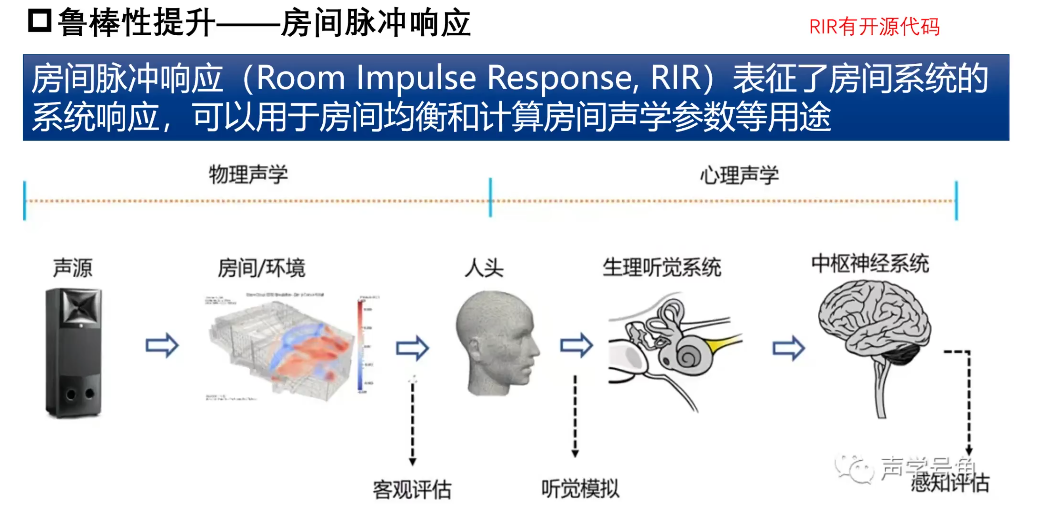 鲁棒性提升——房间脉冲响应
RIR有开源代码
房间脉冲响应（Room Impulse Response, RIR）表征了房间系统的
系统响应，可以用于房间均衡和计算房间声学参数等用途
物理声学
心理声学
声源
房间/环境
人头
生理听觉系统
中枢神经系统
客观评估
听觉模拟
感知评估
声学号角